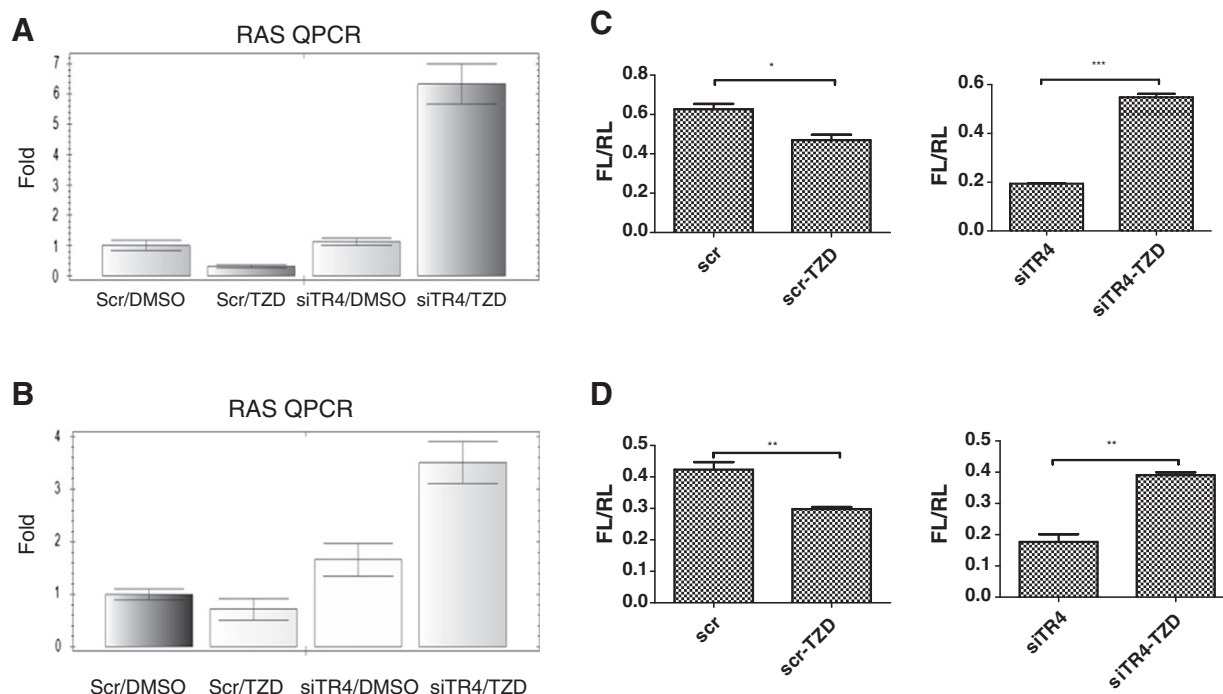 A
RAS QPCR
Fold
7
6
5
4
3
2
1
0
Scr/DMSO Scr/TZD siTR4/DMSO siTR4/TZD
B
RAS QPCR
Fold
4
3
2
1
0
Scr/DMSO Scr/TZD siTR4/DMSO siTR4/TZD
C
FL/RL
0.8
0.6
0.4
0.2
0.0
*
scr
scr-TZD
FL/RL
0.6
0.4
0.2
0.0
***
siTR4
siTR4-TZD
D
FL/RL
0.5
0.4
0.3
0.2
0.1
0.0
**
scr
scr-TZD
FL/RL
0.5
0.4
0.3
0.2
0.1
0.0
**
siTR4
siTR4-TZD